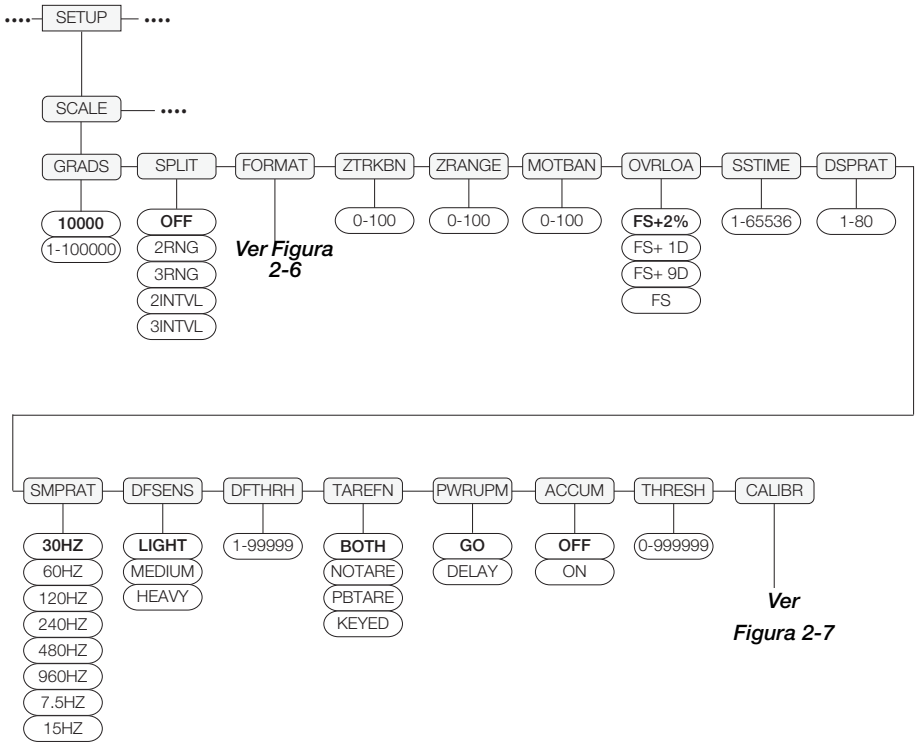 •••• SETUP ••••
SCALE ••••
GRADS SPLIT FORMAT ZTRKBN ZRANGE MOTBAN OVRLOA SSTIME DSPRAT
10000 OFF 0-100 0-100 0-100 FS+2% 1-65536 1-80
1-100000 2RNG Ver Figura FS+ 1D
3RNG 2-6 FS+ 9D
2INTVL FS
3INTVL
SMPRAT DFSENS DFTHRH TAREFN PWRUPM ACCUM THRESH CALIBR
30HZ LIGHT 1-99999 BOTH GO OFF 0-999999
60HZ MEDIUM NOTARE DELAY ON
120HZ HEAVY PBTARE
240HZ KEYED Ver
480HZ Figura 2-7
960HZ
7.5HZ
15HZ